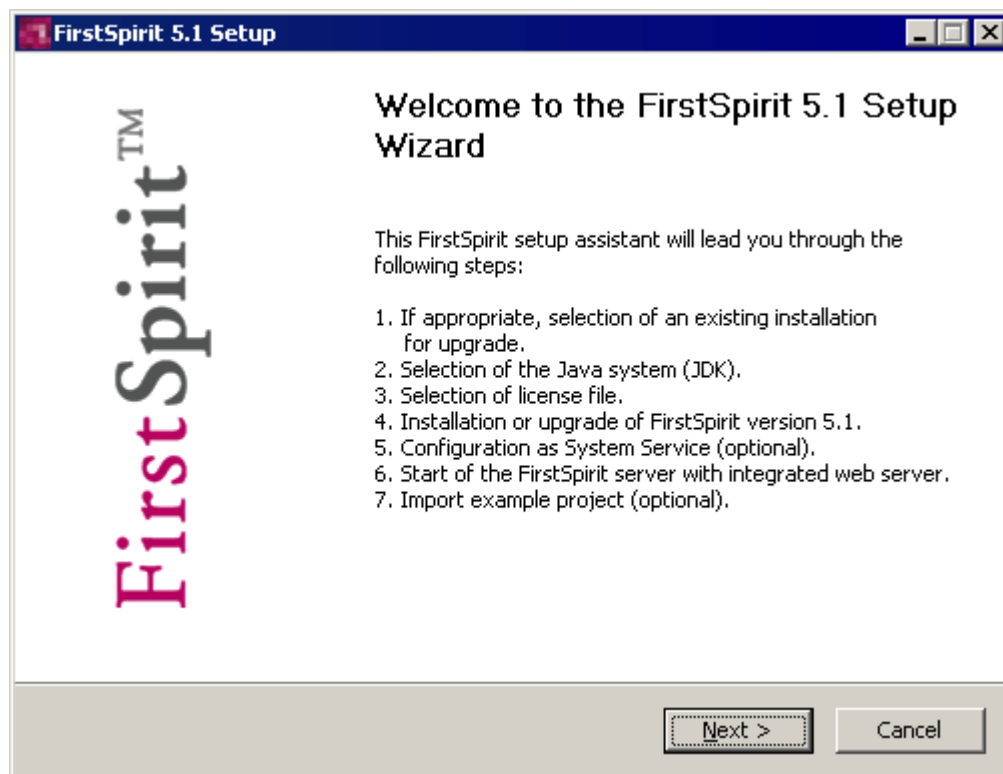 FirstSpirit 5.1 Setup
FirstSpirit™
Welcome to the FirstSpirit 5.1 Setup
Wizard
This FirstSpirit setup assistant will lead you through the
following steps:
1. If appropriate, selection of an existing installation
for upgrade.
2. Selection of the Java system (JDK).
3. Selection of license file.
4. Installation or upgrade of FirstSpirit version 5.1.
5. Configuration as System Service (optional).
6. Start of the FirstSpirit server with integrated web server.
7. Import example project (optional).
Next >
Cancel